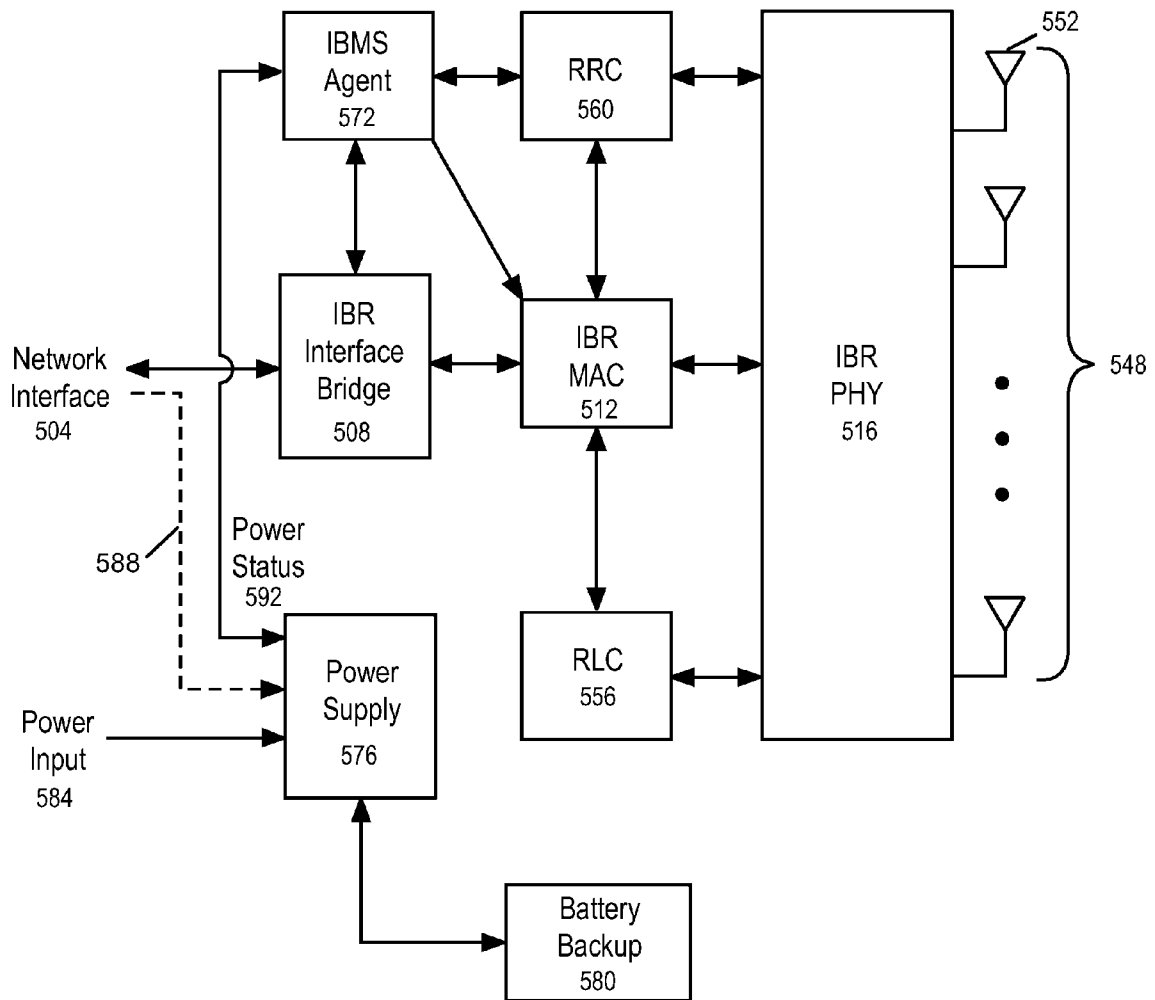 552
IBMS
Agent
572
RRC
560
IBR
Interface
Bridge
508
IBR
MAC
512
IBR
PHY
516
548
Network
Interface
504
588
Power
Status
592
RLC
556
Power
Supply
576
Power
Input
584
Battery
Backup
580